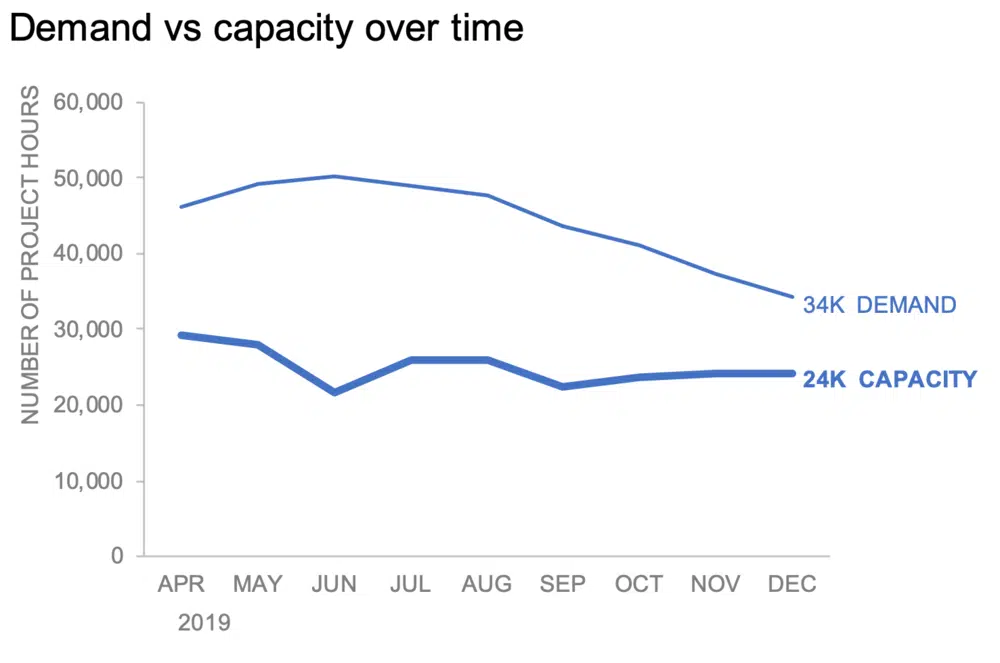 Demand vs capacity over time
NUMBER OF PROJECT HOURS
60,000
50,000
40,000
30,000
20,000
10,000
0
34K DEMAND
24K CAPACITY
APR MAY JUN JUL AUG SEP OCT NOV DEC
2019